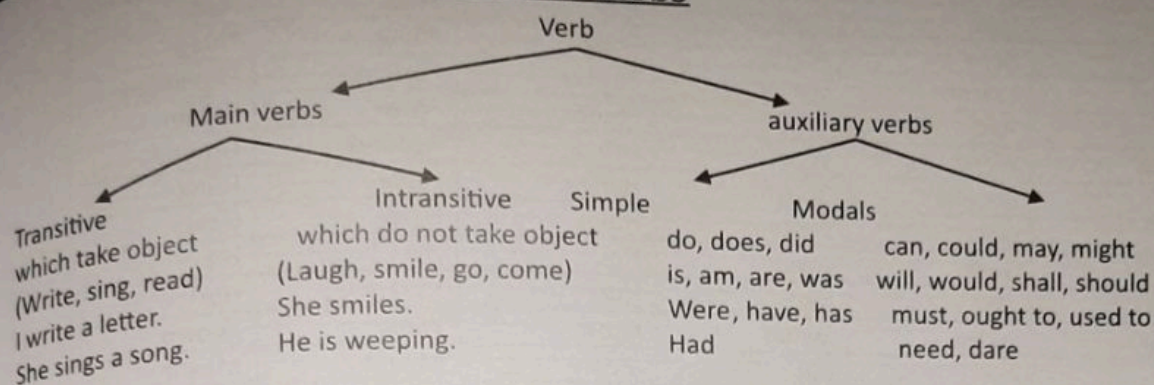 Verb
Main verbs
auxiliary verbs
Transitive
which take object
(Write, sing, read)
I write a letter.
She sings a song.
Intransitive
which do not take object
(Laugh, smile, go, come)
She smiles.
He is weeping.
Simple
do, does, did
is, am, are, was
Were, have, has
Had
Modals
can, could, may, might
will, would, shall, should
must, ought to, used to
need, dare